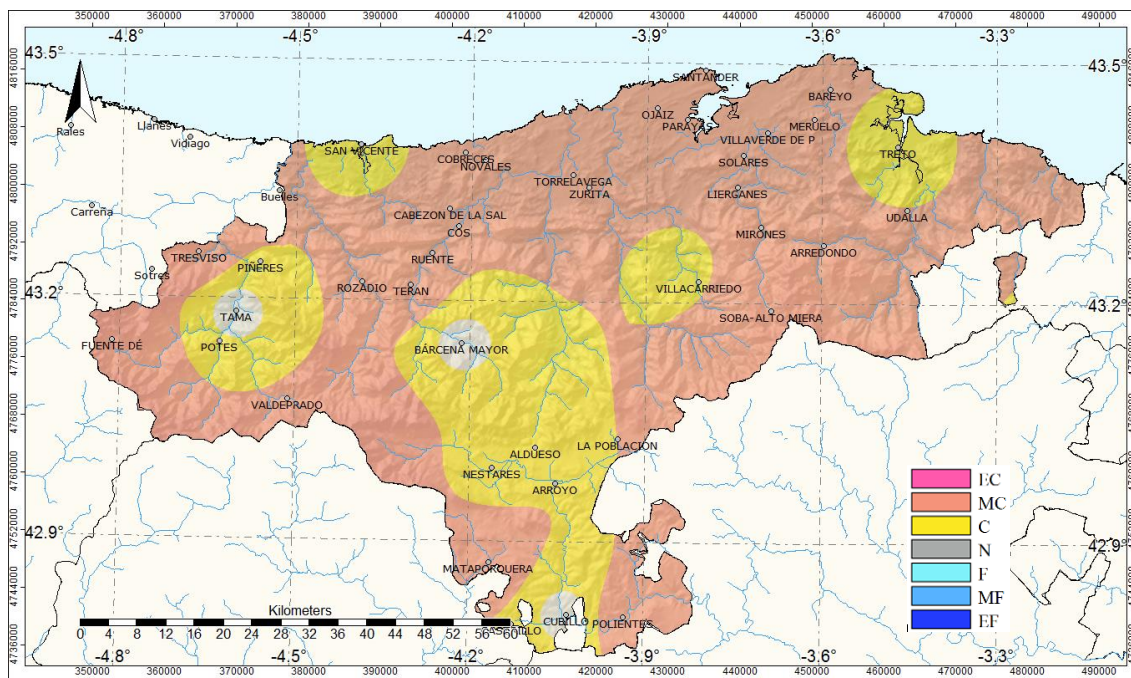 350000 360000 370000 380000 390000 400000 410000 420000 430000 440000 450000 460000 470000 480000 490000
-4.8 -4.5 -4.2 -3.9 -3.6 -3.3
43.5° 43.5°
4816000
4808000
4800000
4792000
4784000
4776000
4768000
4760000
4752000
4744000
4736000
SANTANDER
BAREYO
OJAIZ
PARAYAS
MERUELO
Rales
Llanes
Vidiago
VILLAVERDE DE P
SAN VICENTE
TRETO
COBRECES
NOVALES
SOLARES
TORRELAVEGA
ZURITA
LIERGANES
Buelles
Carreña
CABEZON DE LA SAL
UDALLA
COS
MIRONES
ARREDONDO
TRESVISO
PIÑERES
RUENTE
Sotres
ROZADIO
TERAN
VILLACARRIEDO
43.2° 43.2°
TAMA
SOBA-ALTO MIERA
FUENTE DÉ
POTES
BÁRCENA MAYOR
VALDEPRADO
LA POBLACION
ALDUESO
NESTARES
ARROYO
EC
MC
C
N
F
MF
EF
42.9° 42.9°
MATAPORQUERA
Kilometers
0 4 8 12 16 20 24 28 32 36 40 44 48 52 56 60
CUBILLO
POLIENTES
-4.8 -4.5 -4.2 -3.9 -3.6 -3.3
350000 360000 370000 380000 390000 400000 410000 420000 430000 440000 450000 460000 470000 480000 490000